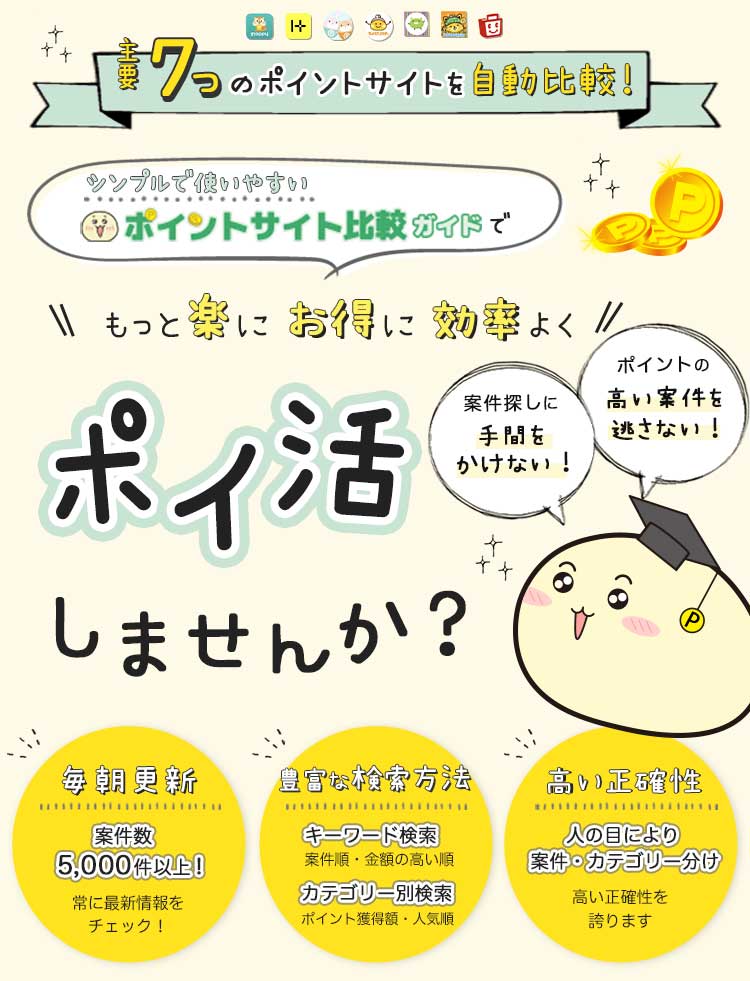 moppy
主要7つのポイントサイトを自動比較！
シンプルで使いやすい
ポイントサイト比較ガイドで
もっと楽にお得に効率よく
ポイ活
しませんか？
案件探しに
手間を
かけない！
ポイントの
高い案件を
逃さない！
P
P
P
P
毎朝更新
案件数
5,000件以上！
常に最新情報を
チェック！
豊富な検索方法
キーワード検索
案件順・金額の高い順
カテゴリー別検索
ポイント獲得額・人気順
高い正確性
人の目により
案件・カテゴリー分け
高い正確性を
誇ります